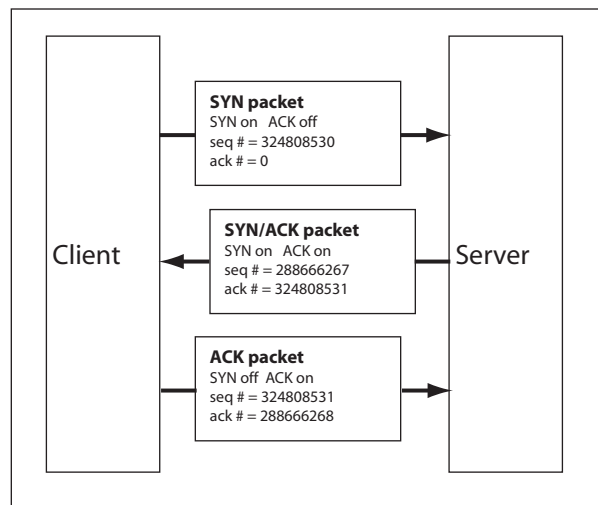 SYN packet
SYN on ACK off
seq # = 324808530
ack # = 0
SYN/ACK packet
SYN on ACK on
seq # = 288666267
ack # = 324808531
Client
Server
ACK packet
SYN off ACK on
seq # = 324808531
ack # = 288666268